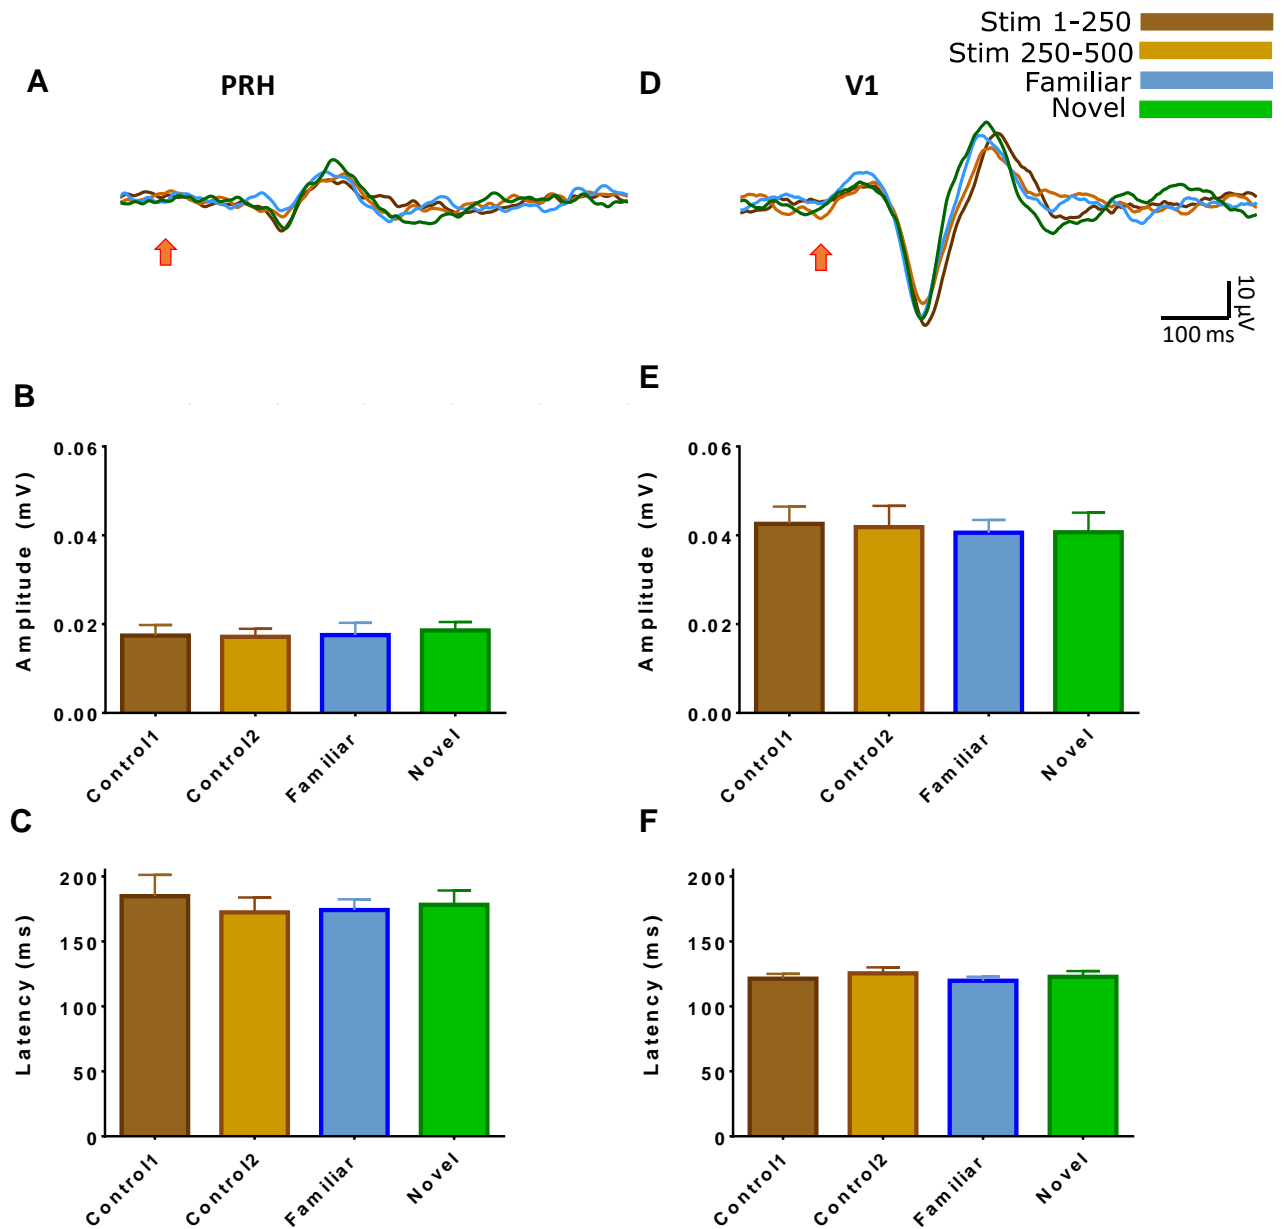 Stim 1-250
Stim 250-500
Familiar
Novel
A
PRH
D
V1
10 µV
100 ms
B
Amplitude (mV)
0.06
0.04
0.02
0.00
Control1
Control2
Familiar
Novel
E
Amplitude (mV)
0.06
0.04
0.02
0.00
Control1
Control2
Familiar
Novel
C
Latency (ms)
200
150
100
50
0
Control1
Control2
Familiar
Novel
F
Latency (ms)
200
150
100
50
0
Control1
Control2
Familiar
Novel